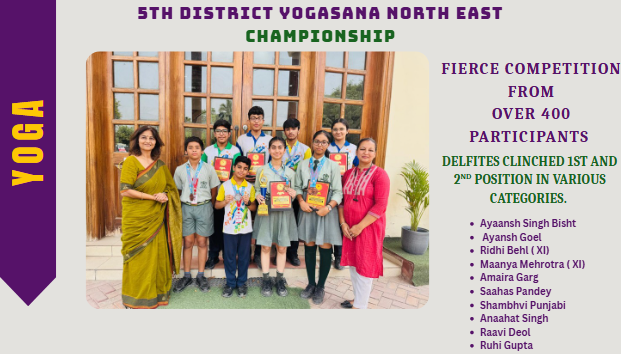 5TH DISTRICT YOGASANA NORTH EAST
CHAMPIONSHIP
YOGA
FIERCE COMPETITION
FROM
OVER 400
PARTICIPANTS
DELFITES CLINCHED 1ST AND
2ND POSITION IN VARIOUS
CATEGORIES.
• Ayaansh Singh Bisht
• Ayansh Goel
• Ridhi Behl ( XI)
• Maanya Mehrotra ( XI)
• Amaira Garg
• Saahas Pandey
• Shambhvi Punjabi
• Anaahat Singh
• Raavi Deol
• Ruhi Gupta